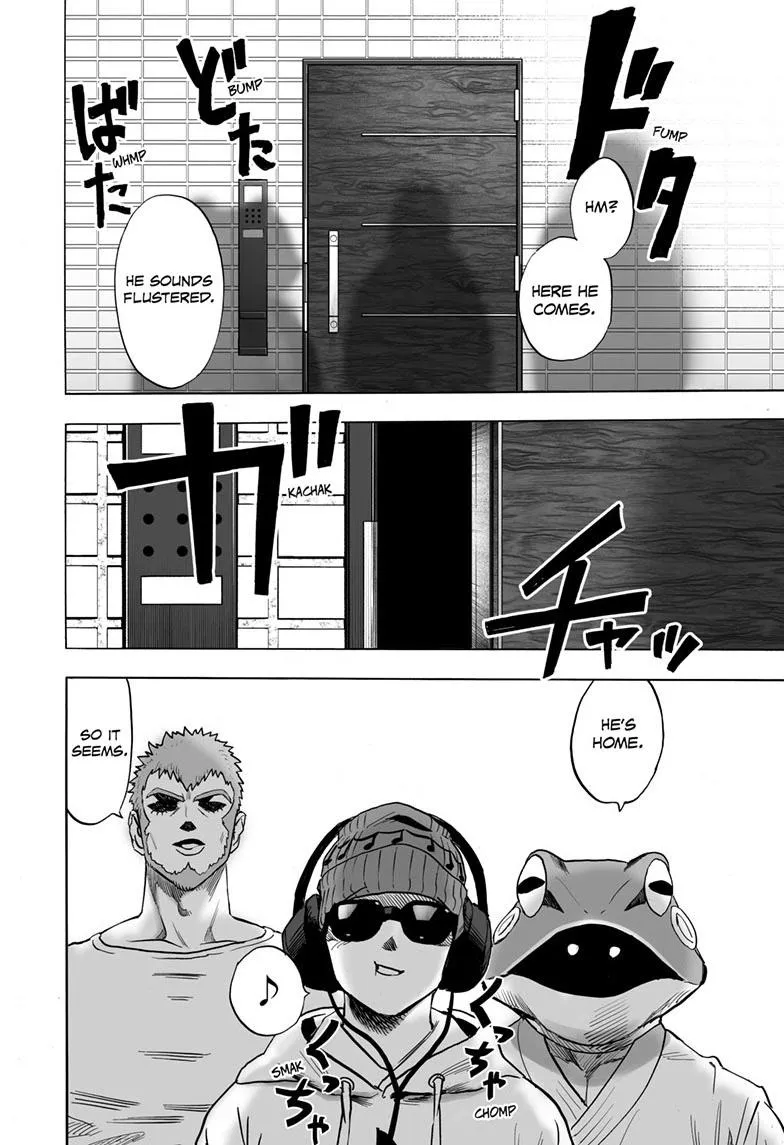 ドタ
FUMP
HM?
HERE HE
COMES.
どた
BUMP
ばた
WHMP
HE SOUNDS
FLUSTERED.
ガチャッ
KACHAK
HE'S
HOME.
SO IT
SEEMS.
♪
くっちゃ
CHOMP
くっちゃ
SMAK